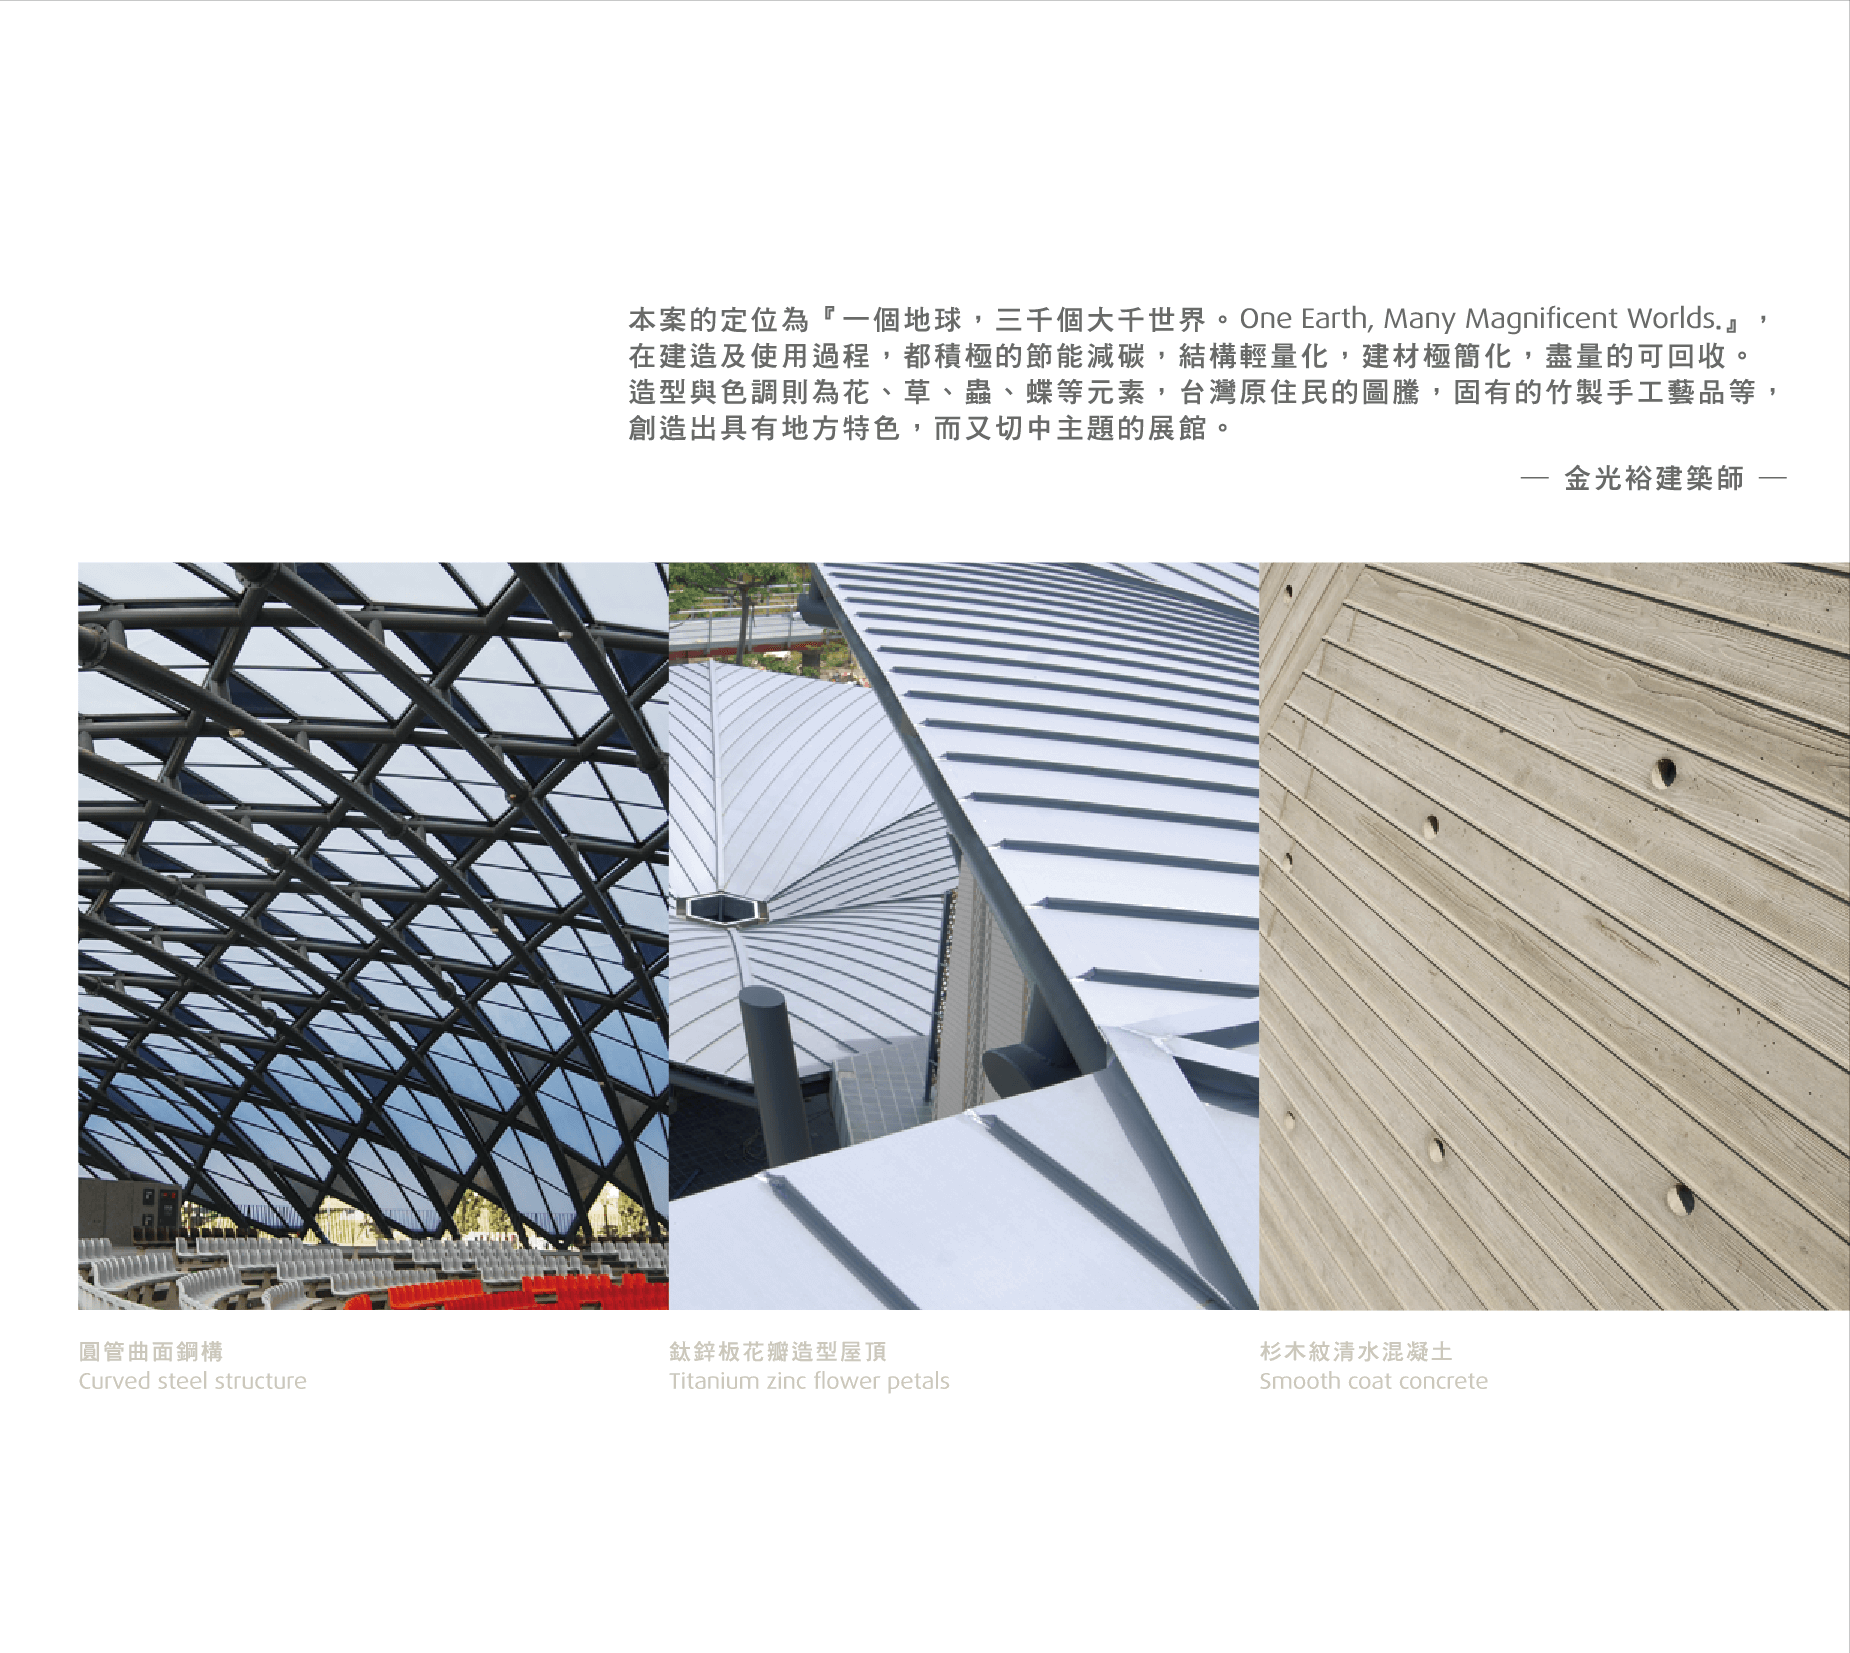 本案的定位為『一個地球，三千個大千世界。One Earth, Many Magnificent Worlds.』，
在建造及使用過程，都積極的節能減碳，結構輕量化，建材極簡化，盡量的可回收。
造型與色調則為花、草、蟲、蝶等元素，台灣原住民的圖騰，固有的竹製手工藝品等，
創造出具有地方特色，而又切中主題的展館。
— 金光裕建築師 —
圓管曲面鋼構
Curved steel structure
鈦鋅板花瓣造型屋頂
Titanium zinc flower petals
杉木紋清水混凝土
Smooth coat concrete